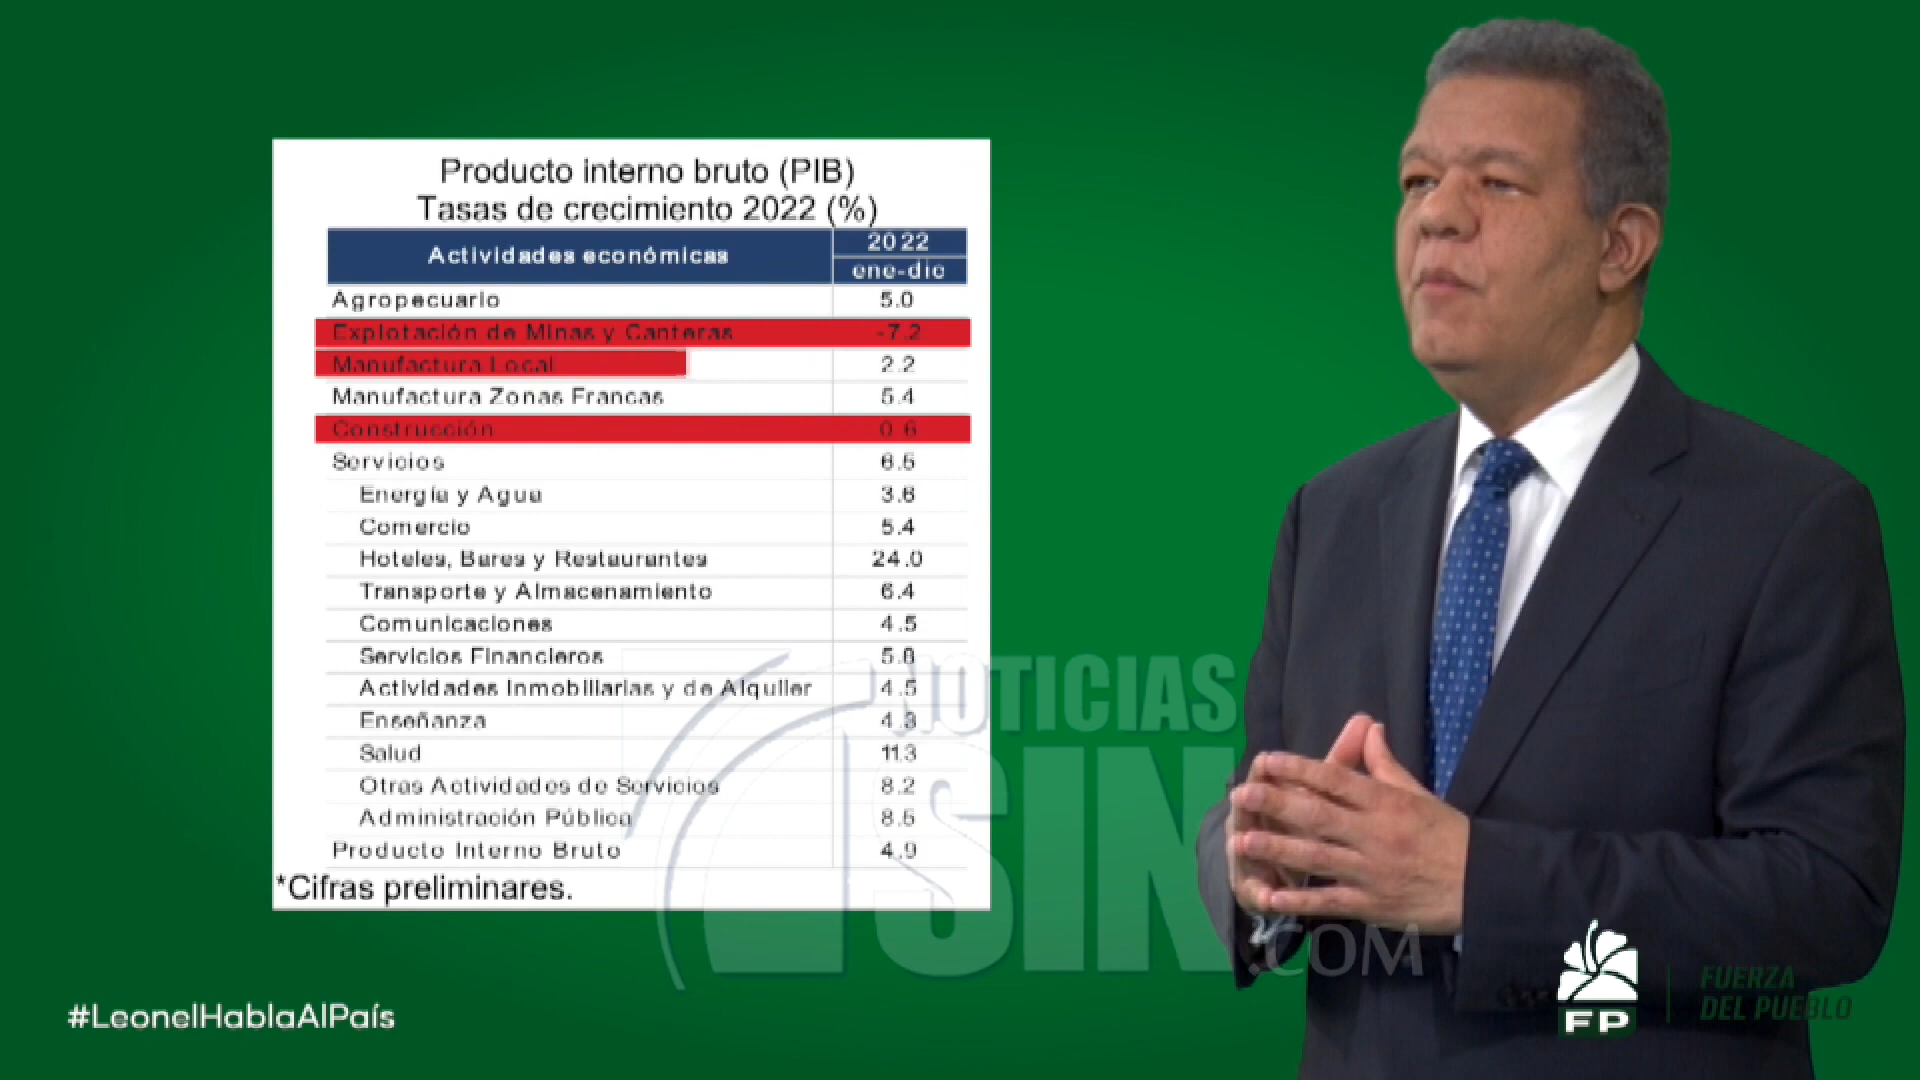 Producto interno bruto (PIB)
Tasas de crecimiento 2022 (%)
Actividades económicas 2022
ene-dic
Agropecuario 5.0
Explotación de Minas y Canteras -7.2
Manufactura Local 2.2
Manufactura Zonas Francas 5.4
Construcción 0.6
Servicios 6.5
Energía y Agua 3.6
Comercio 5.4
Hoteles, Bares y Restaurantes 24.0
Transporte y Almacenamiento 6.4
Comunicaciones 4.5
Servicios Financieros 5.8
Actividades Inmobiliarias y de Alquiler 4.5
Enseñanza 4.3
Salud 11.3
Otras Actividades de Servicios 8.2
Administración Pública 8.5
Producto Interno Bruto 4.9
*Cifras preliminares.
NOTICIAS
SIN
.COM
#LeonelHablaAlPaís
FP
FUERZA
DEL PUEBLO